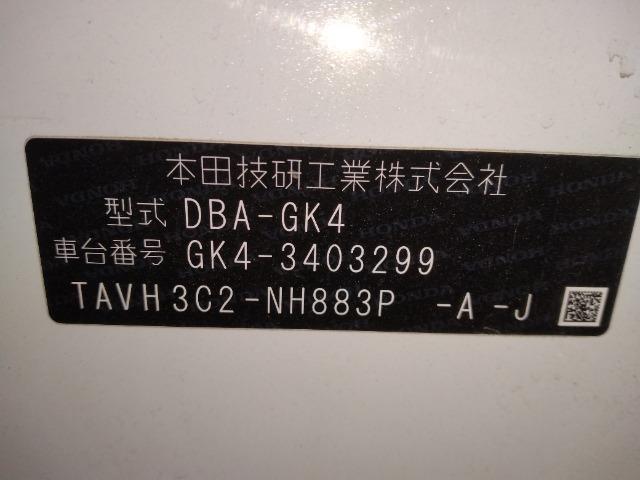 本田技研工業株式会社
型式 DBA-GK4
車台番号 GK4-3403299
TAVH3C2-NH883P -A -J